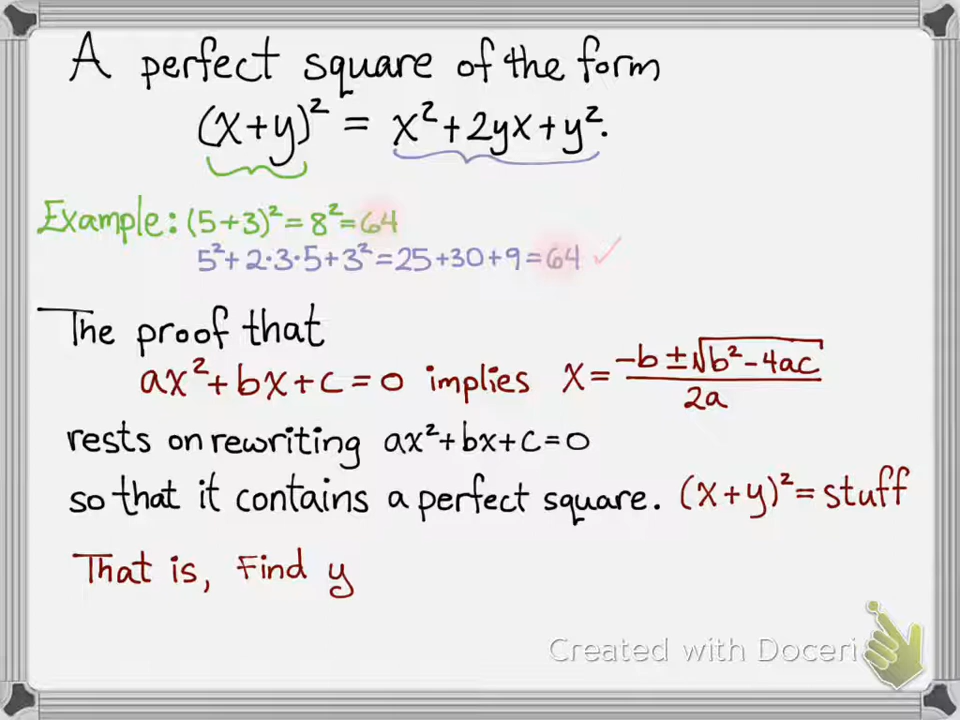 A perfect square of the form
(x+y)² = x²+2yx+y².
Example: (5+3)² = 8² = 64
5²+2·3·5+3² = 25+30+9 = 64 ✓
The proof that
ax²+bx+c=0 implies x = (-b ± √(b²-4ac))/(2a)
rests on rewriting ax²+bx+c=0
so that it contains a perfect square. (x+y)² = stuff
That is, Find y
Created with Doceri